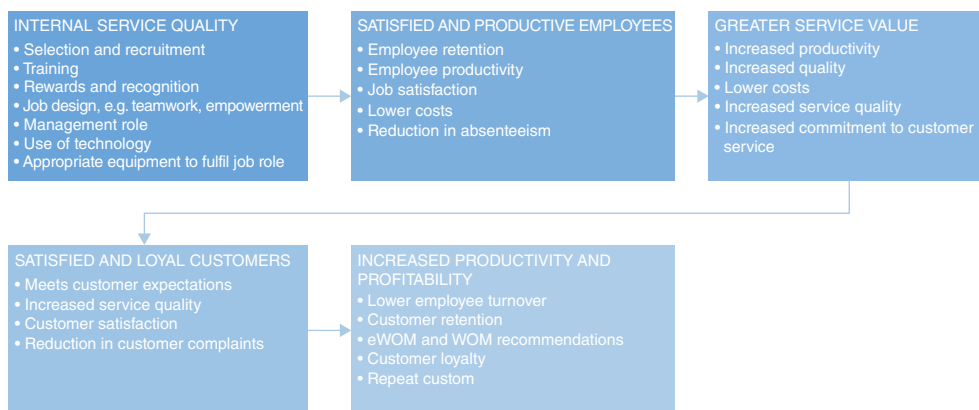 INTERNAL SERVICE QUALITY
• Selection and recruitment
• Training
• Rewards and recognition
• Job design, e.g. teamwork, empowerment
• Management role
• Use of technology
• Appropriate equipment to fulfil job role
SATISFIED AND PRODUCTIVE EMPLOYEES
• Employee retention
• Employee productivity
• Job satisfaction
• Lower costs
• Reduction in absenteeism
GREATER SERVICE VALUE
• Increased productivity
• Increased quality
• Lower costs
• Increased service quality
• Increased commitment to customer
service
SATISFIED AND LOYAL CUSTOMERS
• Meets customer expectations
• Increased service quality
• Customer satisfaction
• Reduction in customer complaints
INCREASED PRODUCTIVITY AND
PROFITABILITY
• Lower employee turnover
• Customer retention
• eWOM and WOM recommendations
• Customer loyalty
• Repeat custom